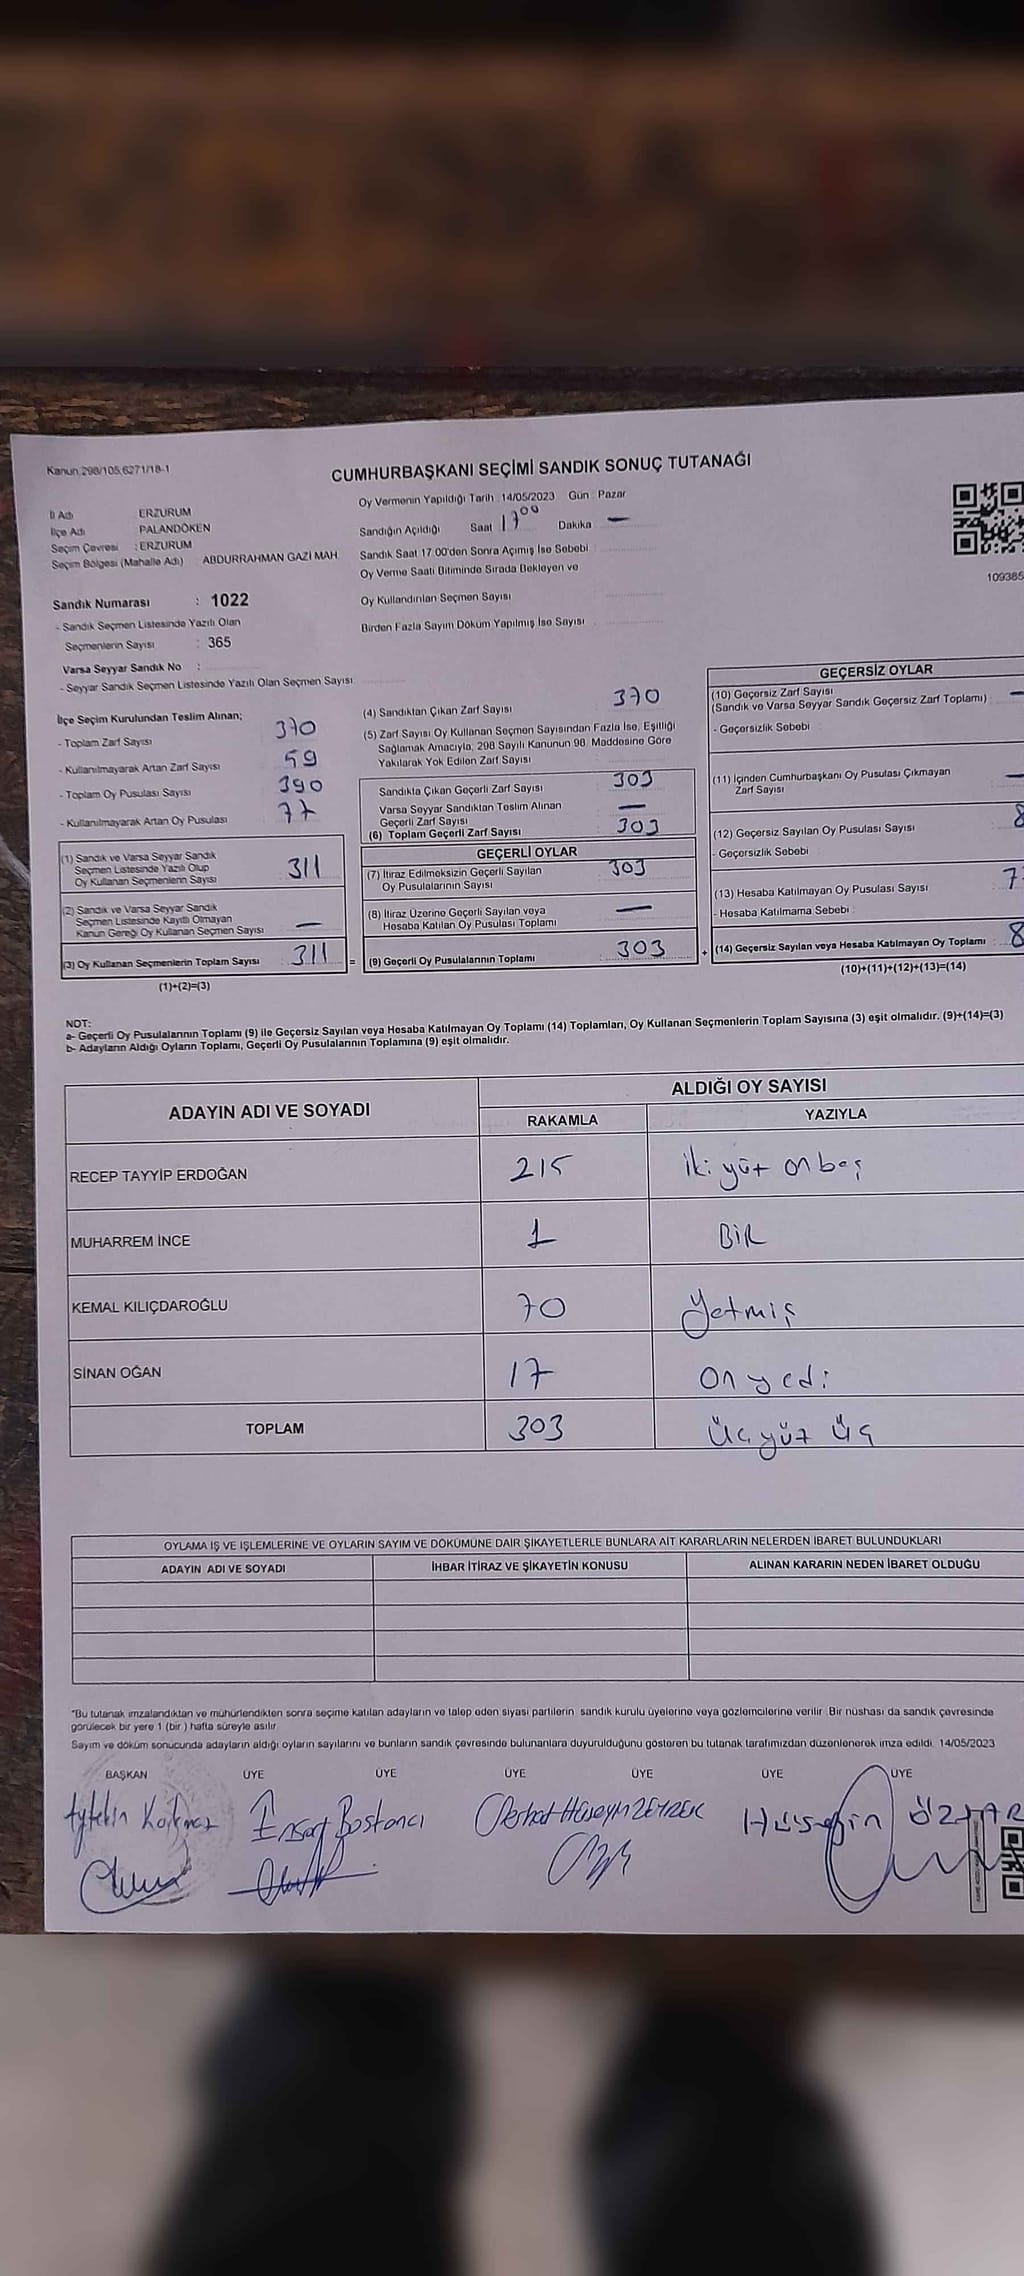 Kanun:298/105,6271/18-1
CUMHURBAŞKANI SEÇİMİ SANDIK SONUÇ TUTANAĞI
İl Adı : ERZURUM
İlçe Adı : PALANDÖKEN
Seçim Çevresi : ERZURUM
Seçim Bölgesi (Mahalle Adı) ABDURRAHMAN GAZİ MAH
Sandık Numarası : 1022
- Sandık Seçmen Listesinde Yazılı Olan
Seçmenlerin Sayısı : 365
Varsa Seyyar Sandık No :
- Seyyar Sandık Seçmen Listesinde Yazılı Olan Seçmen Sayısı
Oy Vermenin Yapıldığı Tarih :14/05/2023 Gün : Pazar
Sandığın Açıldığı Saat 17 00 Dakika —
Sandık Saat 17.00'den Sonra Açımış İse Sebebi :
Oy Verme Saati Bitiminde Sırada Bekleyen ve
Oy Kullandırılan Seçmen Sayısı
Birden Fazla Sayım Döküm Yapılmış İse Sayısı :
109385
İlçe Seçim Kurulundan Teslim Alınan;
- Toplam Zarf Sayısı 370
- Kullanılmayarak Artan Zarf Sayısı 59
- Toplam Oy Pusulası Sayısı 390
- Kullanılmayarak Artan Oy Pusulası 77
(1) Sandık ve Varsa Seyyar Sandık
Seçmen Listesinde Yazılı Olup
Oy Kullanan Seçmenlerin Sayısı 311
(2) Sandık ve Varsa Seyyar Sandık
Seçmen Listesinde Kayıtlı Olmayan
Kanun Gereği Oy Kullanan Seçmen Sayısı —
(3) Oy Kullanan Seçmenlerin Toplam Sayısı : 311 =
(1)+(2)=(3)
(4) Sandıktan Çıkan Zarf Sayısı 370
(5) Zarf Sayısı Oy Kullanan Seçmen Sayısından Fazla İse, Eşitliği
Sağlamak Amacıyla, 298 Sayılı Kanunun 98. Maddesine Göre
Yakılarak Yok Edilen Zarf Sayısı
Sandıkta Çıkan Geçerli Zarf Sayısı 303
Varsa Seyyar Sandıktan Teslim Alınan
Geçerli Zarf Sayısı —
(6) Toplam Geçerli Zarf Sayısı 303
GEÇERLİ OYLAR
(7) İtiraz Edilmeksizin Geçerli Sayılan
Oy Pusulalarının Sayısı 303
(8) İtiraz Üzerine Geçerli Sayılan veya
Hesaba Katılan Oy Pusulası Toplamı —
(9) Geçerli Oy Pusulalarının Toplamı 303 +
GEÇERSİZ OYLAR
(10) Geçersiz Zarf Sayısı
(Sandık ve Varsa Seyyar Sandık Geçersiz Zarf Toplamı) : —
- Geçersizlik Sebebi :
(11) İçinden Cumhurbaşkanı Oy Pusulası Çıkmayan
Zarf Sayısı —
(12) Geçersiz Sayılan Oy Pusulası Sayısı : 8
- Geçersizlik Sebebi :
(13) Hesaba Katılmayan Oy Pusulası Sayısı
- Hesaba Katılmama Sebebi :
(14) Geçersiz Sayılan veya Hesaba Katılmayan Oy Toplamı : 8
(10)+(11)+(12)+(13)=(14)
NOT:
a- Geçerli Oy Pusulalarının Toplamı (9) ile Geçersiz Sayılan veya Hesaba Katılmayan Oy Toplamı (14) Toplamları, Oy Kullanan Seçmenlerin Toplam Sayısına (3) eşit olmalıdır. (9)+(14)=(3)
b- Adayların Aldığı Oyların Toplamı, Geçerli Oy Pusulalarının Toplamına (9) eşit olmalıdır.
ADAYIN ADI VE SOYADI ALDIĞI OY SAYISI
RAKAMLA YAZIYLA
RECEP TAYYİP ERDOĞAN 215 iki yüz on beş
MUHARREM İNCE 1 BİR
KEMAL KILIÇDAROĞLU 70 Yetmiş
SİNAN OĞAN 17 On yedi
TOPLAM 303 Üç yüz üç
OYLAMA İŞ VE İŞLEMLERİNE VE OYLARIN SAYIM VE DÖKÜMÜNE DAİR ŞİKAYETLERLE BUNLARA AİT KARARLARIN NELERDEN İBARET BULUNDUKLARI
ADAYIN ADI VE SOYADI İHBAR İTİRAZ VE ŞİKAYETİN KONUSU ALINAN KARARIN NEDEN İBARET OLDUĞU
*Bu tutanak imzalandıktan ve mühürlendikten sonra seçime katılan adayların ve talep eden siyasi partilerin sandık kurulu üyelerine veya gözlemcilerine verilir. Bir nüshası da sandık çevresinde
görülecek bir yere 1 (bir ) hafta süreyle asılır.
Sayım ve döküm sonucunda adayların aldığı oyların sayılarını ve bunların sandık çevresinde bulunanlara duyurulduğunu gösteren bu tutanak tarafımızdan düzenlenerek imza edildi. 14/05/2023
BAŞKAN ÜYE ÜYE ÜYE ÜYE ÜYE ÜYE
Aytekin Ensar Bostancı Hüseyin Hüseyin